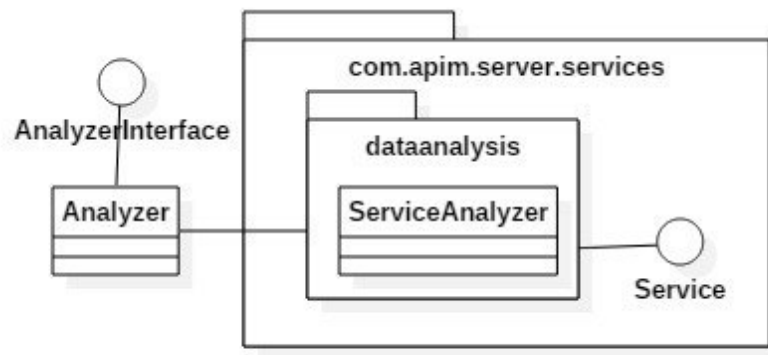 com.apim.server.services
AnalyzerInterface
dataanalysis
Analyzer
ServiceAnalyzer
Service